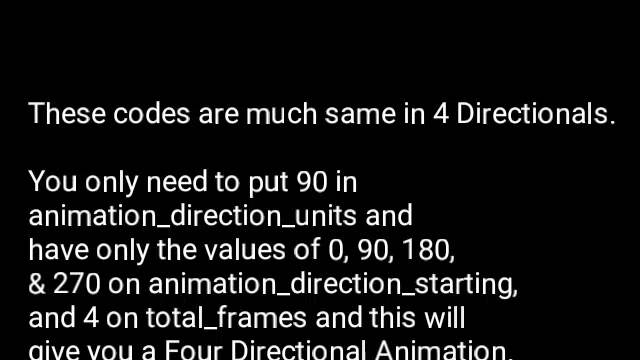 These codes are much same in 4 Directionals.
You only need to put 90 in
animation_direction_units and
have only the values of 0, 90, 180,
& 270 on animation_direction_starting,
and 4 on total_frames and this will
give you a Four Directional Animation.